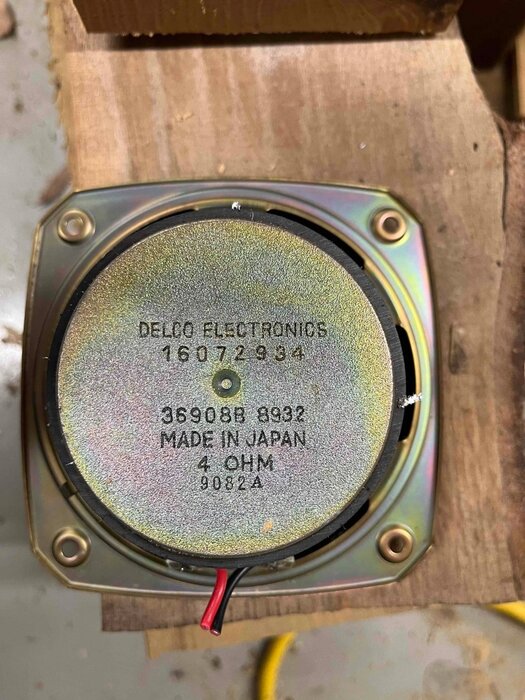 DELCO ELECTRONICS
16072934
36908B 8932
MADE IN JAPAN
4 OHM
9082A